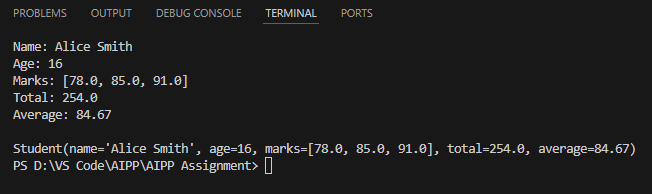 PROBLEMS OUTPUT DEBUG CONSOLE TERMINAL PORTS
Name: Alice Smith
Age: 16
Marks: [78.0, 85.0, 91.0]
Total: 254.0
Average: 84.67
Student(name='Alice Smith', age=16, marks=[78.0, 85.0, 91.0], total=254.0, average=84.67)
PS D:\VS Code\AIPP\AIPP Assignment>